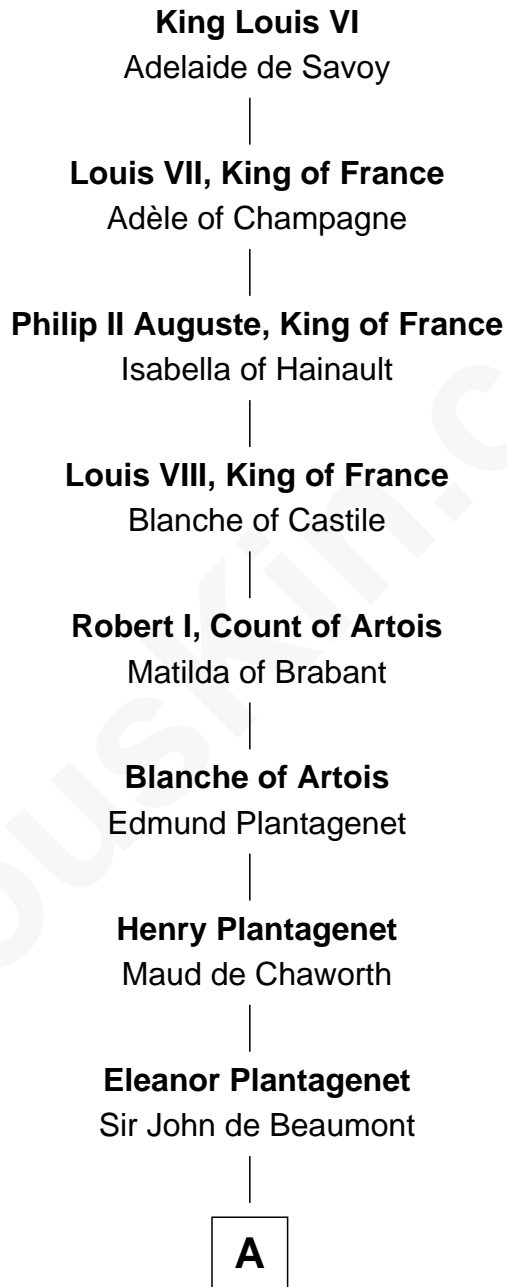 King Louis VI
Adelaide de Savoy
Louis VII, King of France
Adèle of Champagne
Philip II Auguste, King of France
Isabella of Hainault
Louis VIII, King of France
Blanche of Castile
Robert I, Count of Artois
Matilda of Brabant
Blanche of Artois
Edmund Plantagenet
Henry Plantagenet
Maud de Chaworth
Eleanor Plantagenet
Sir John de Beaumont
A